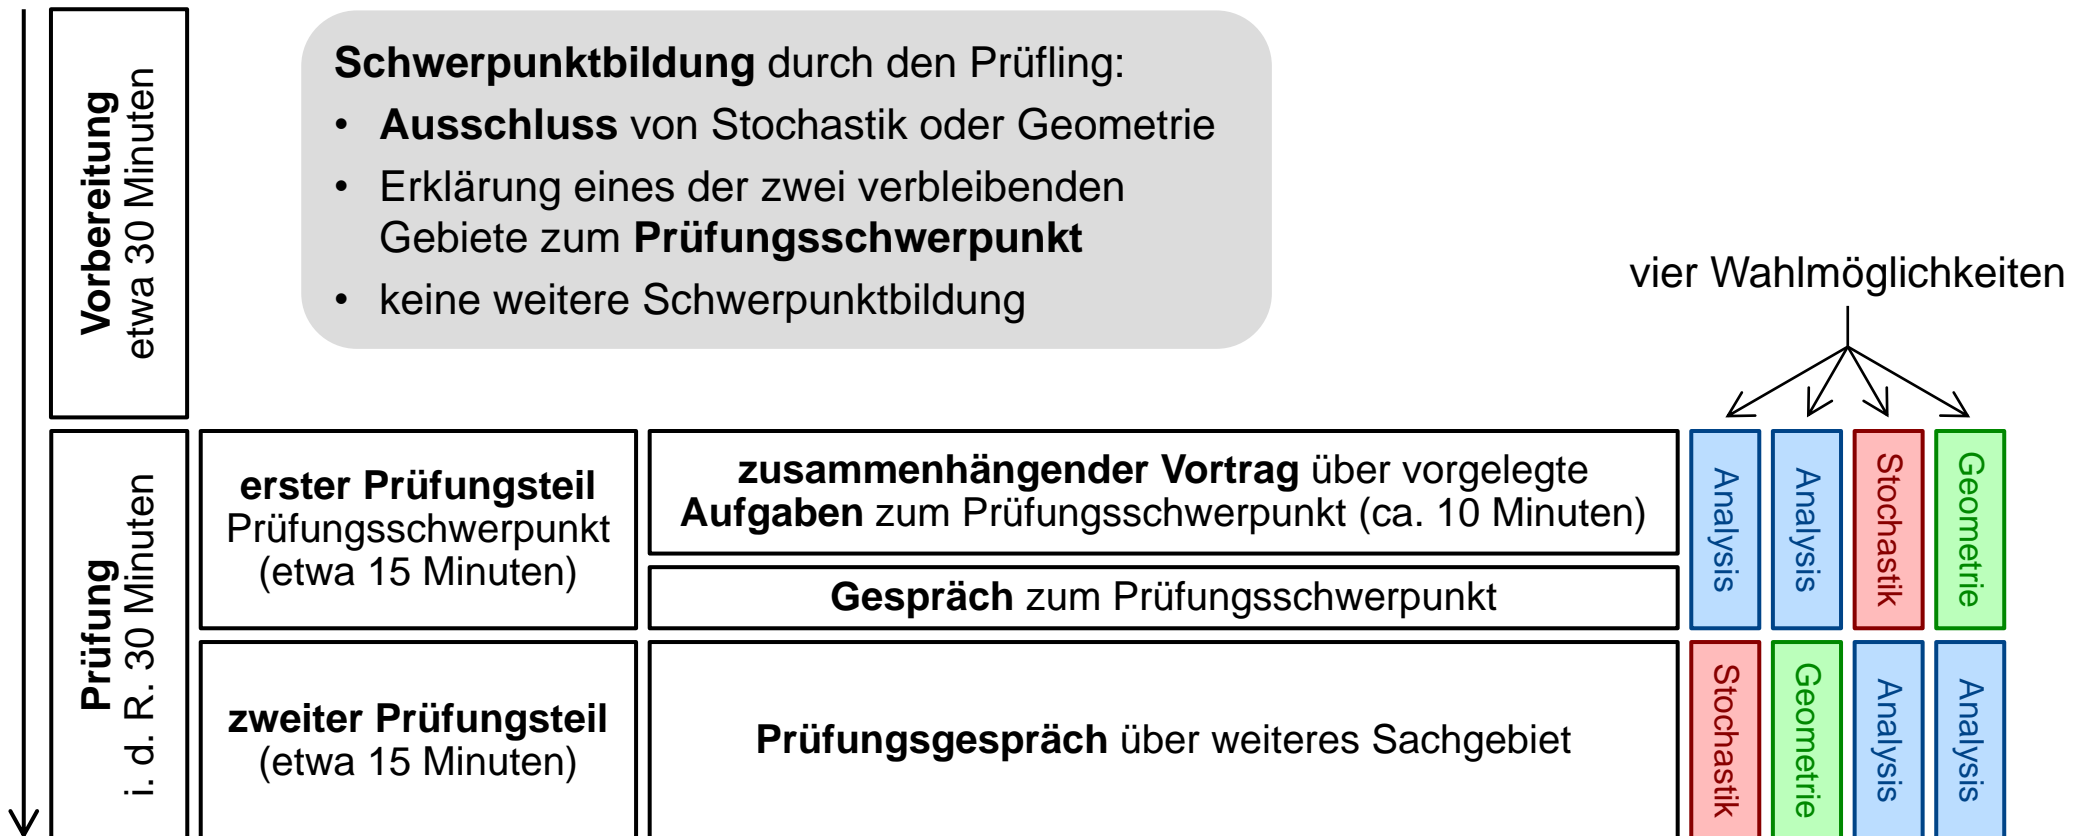 Vorbereitung
etwa 30 Minuten
Schwerpunktbildung durch den Prüfling:
• Ausschluss von Stochastik oder Geometrie
• Erklärung eines der zwei verbleibenden
Gebiete zum Prüfungsschwerpunkt
• keine weitere Schwerpunktbildung
vier Wahlmöglichkeiten
Prüfung
i. d. R. 30 Minuten
erster Prüfungsteil
Prüfungsschwerpunkt
(etwa 15 Minuten)
zusammenhängender Vortrag über vorgelegte
Aufgaben zum Prüfungsschwerpunkt (ca. 10 Minuten)
Gespräch zum Prüfungsschwerpunkt
Analysis
Analysis
Stochastik
Geometrie
zweiter Prüfungsteil
(etwa 15 Minuten)
Prüfungsgespräch über weiteres Sachgebiet
Stochastik
Geometrie
Analysis
Analysis